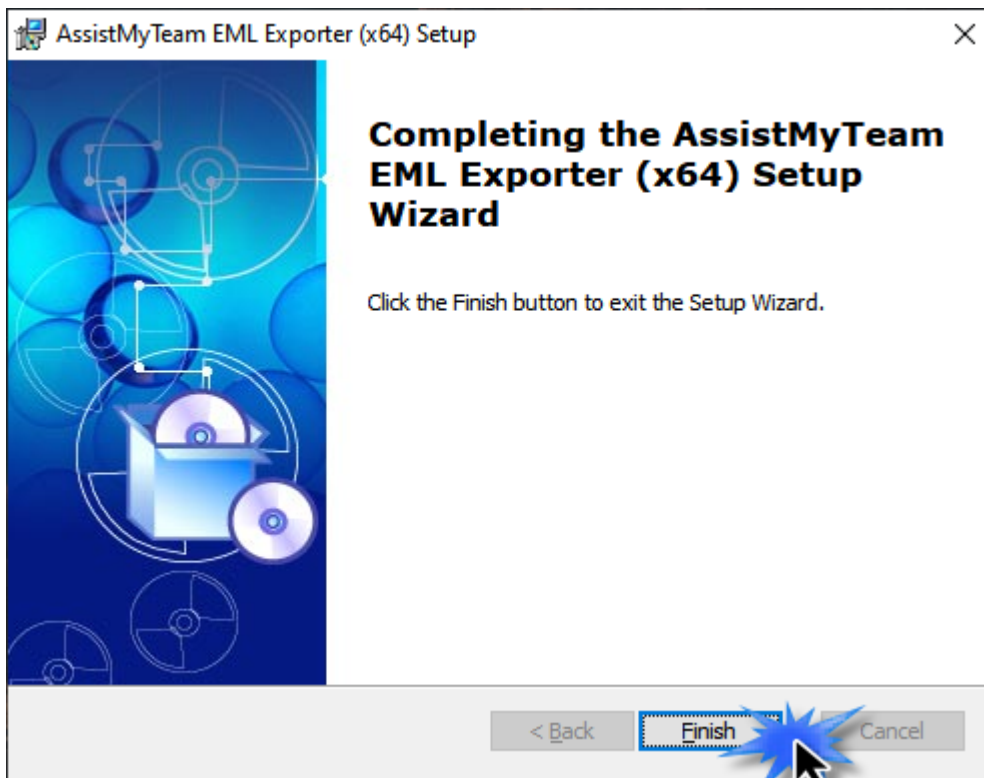 AssistMyTeam EML Exporter (x64) Setup
Completing the AssistMyTeam
EML Exporter (x64) Setup
Wizard
Click the Finish button to exit the Setup Wizard.
< Back
Finish
Cancel